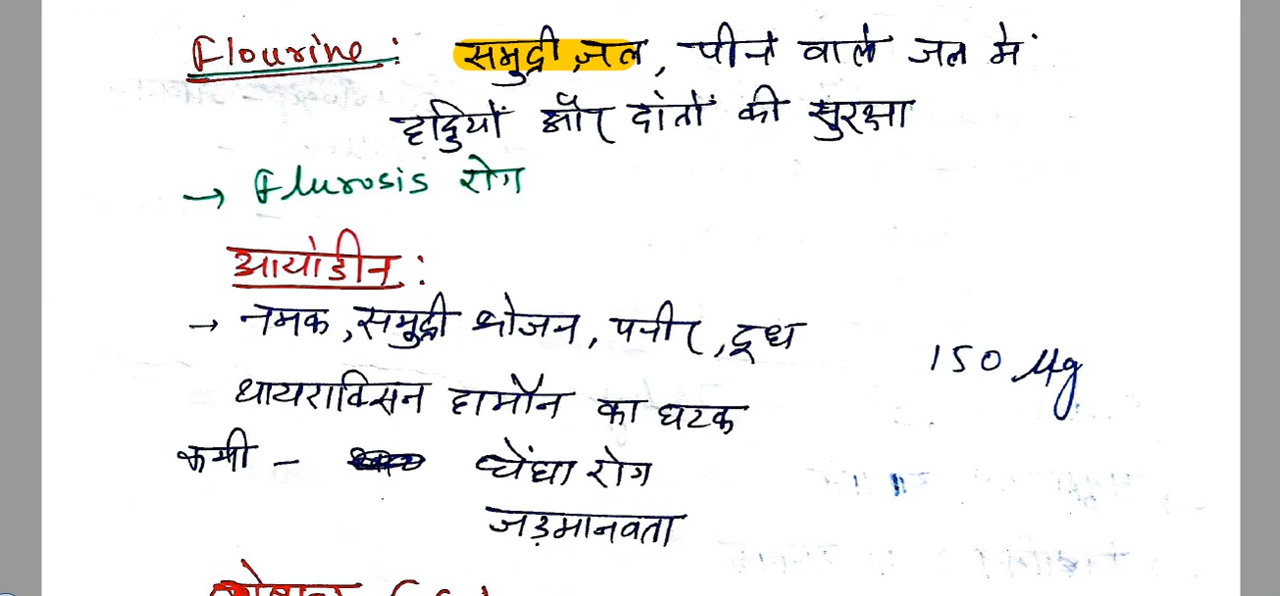 Flourine : समुद्री जल, पीने वाले जल में
हड्डियों और दांतों की सुरक्षा
→ Flurosis रोग
आयोडीन :
→ नमक, समुद्री भोजन, पनीर, दूध
150 μg
थायराक्सिन हार्मोन का घटक
कमी - घेंघा रोग
जड़मानवता